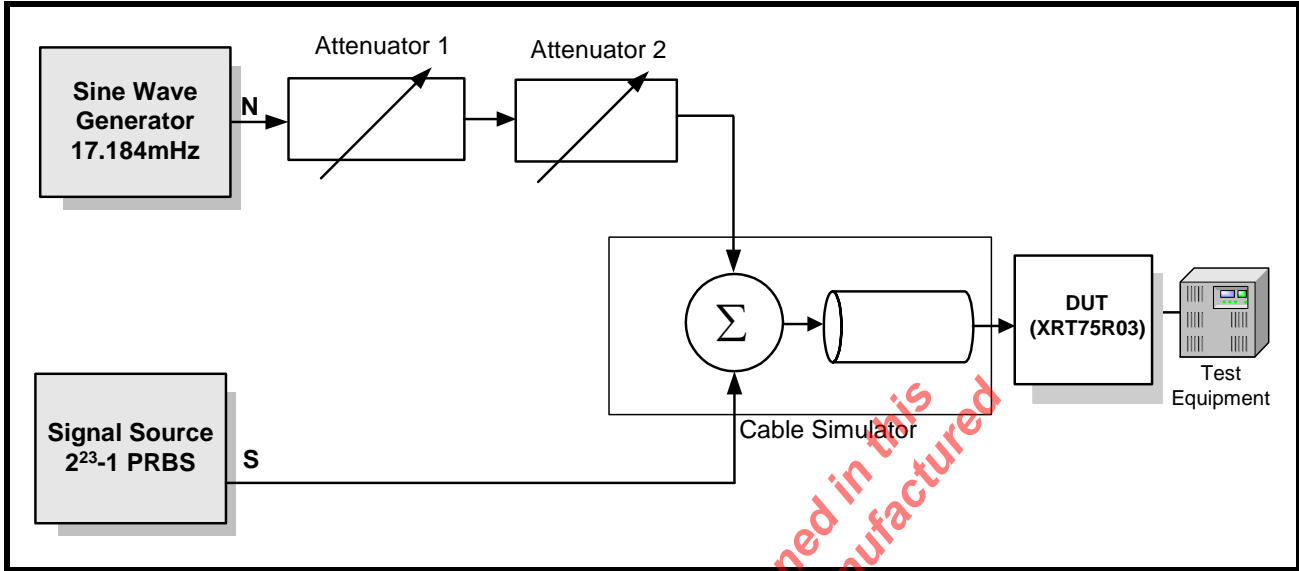 Attenuator 1
Attenuator 2
Sine Wave
Generator
17.184mHz
N
Σ
DUT
(XRT75R03)
Test
Equipment
Cable Simulator
Signal Source
2²³-1 PRBS
S
ned in this
nufactured